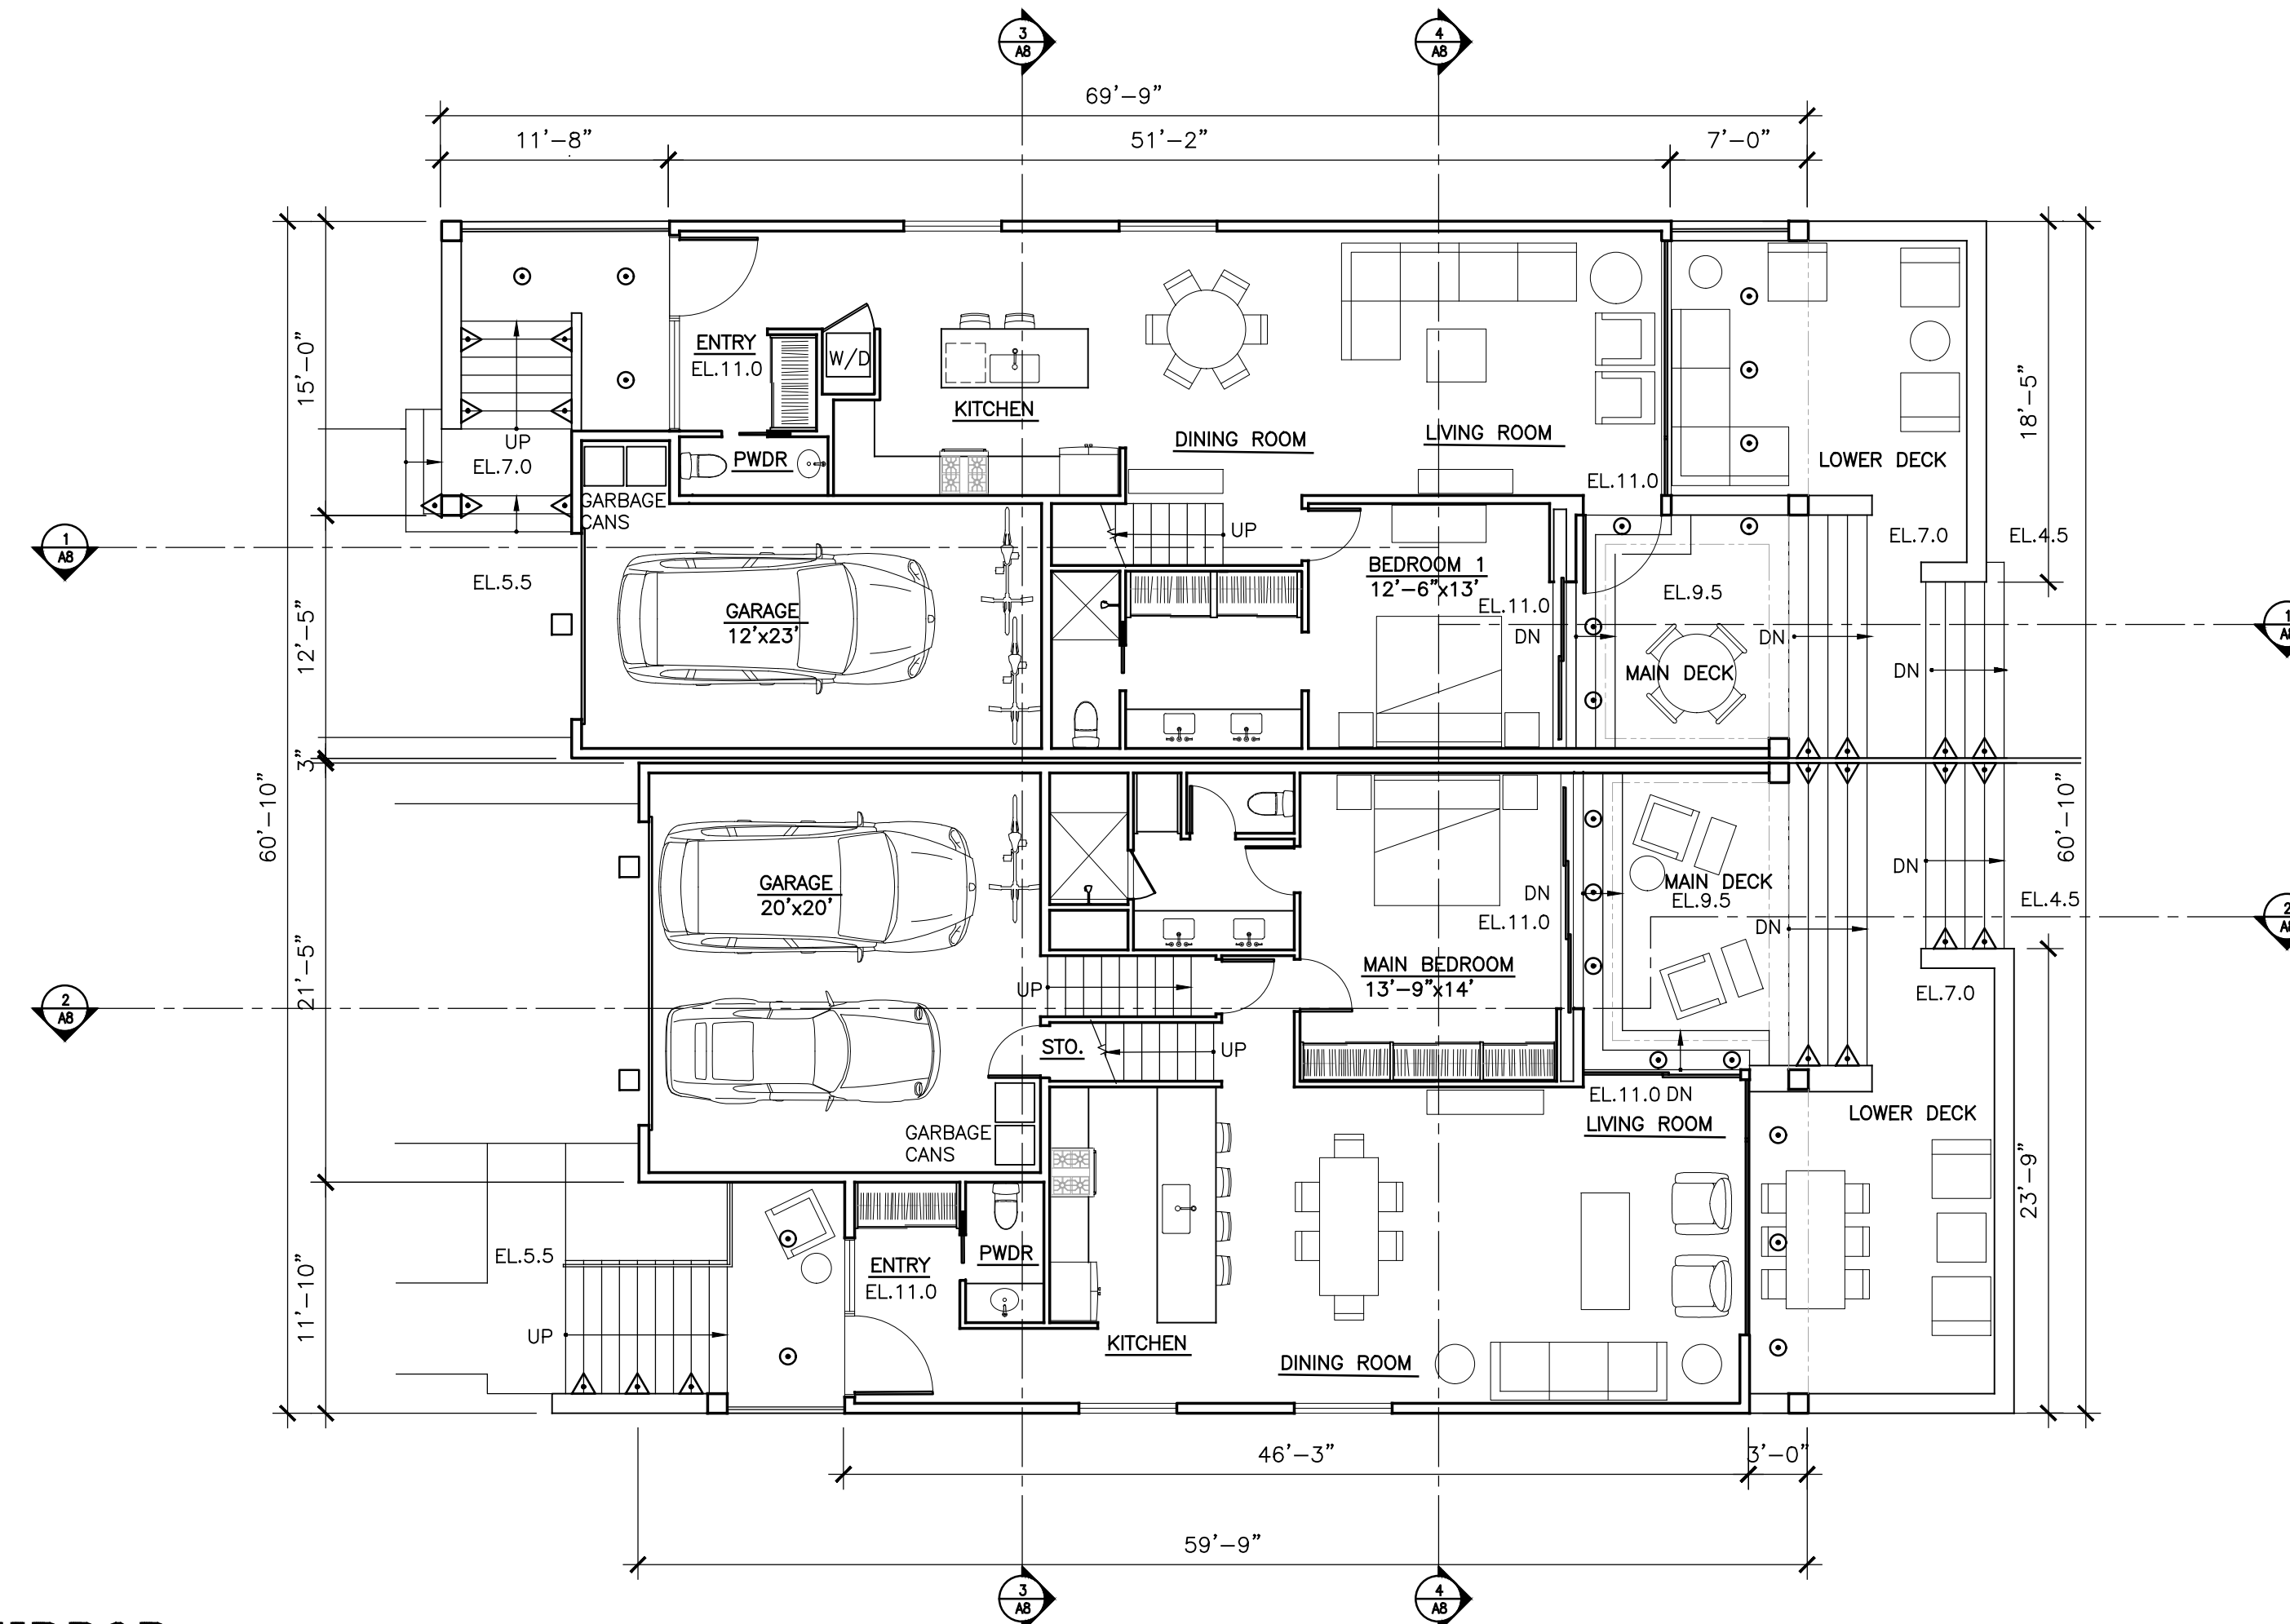 3
A8
4
A8
69'-9"
11'-8"
51'-2"
7'-0"
ENTRY
EL.11.0
W/D
KITCHEN
DINING ROOM
LIVING ROOM
LOWER DECK
15'-0"
18'-5"
UP
EL.7.0
PWDR
EL.11.0
GARBAGE
CANS
1
A8
UP
EL.7.0
EL.4.5
EL.5.5
BEDROOM 1
12'-6"x13'
EL.11.0
DN
EL.9.5
DN
GARAGE
12'x23'
12'-5"
MAIN DECK
DN
3"
60'-10"
60'-10"
GARAGE
20'x20'
DN
EL.11.0
MAIN DECK
EL.9.5
DN
DN
EL.4.5
2
A8
21'-5"
UP
MAIN BEDROOM
13'-9"x14'
EL.7.0
STO.
UP
EL.11.0 DN
LIVING ROOM
LOWER DECK
GARBAGE
CANS
23'-9"
EL.5.5
ENTRY
EL.11.0
PWDR
11'-10"
UP
KITCHEN
DINING ROOM
46'-3"
3'-0"
59'-9"
3
A8
4
A8